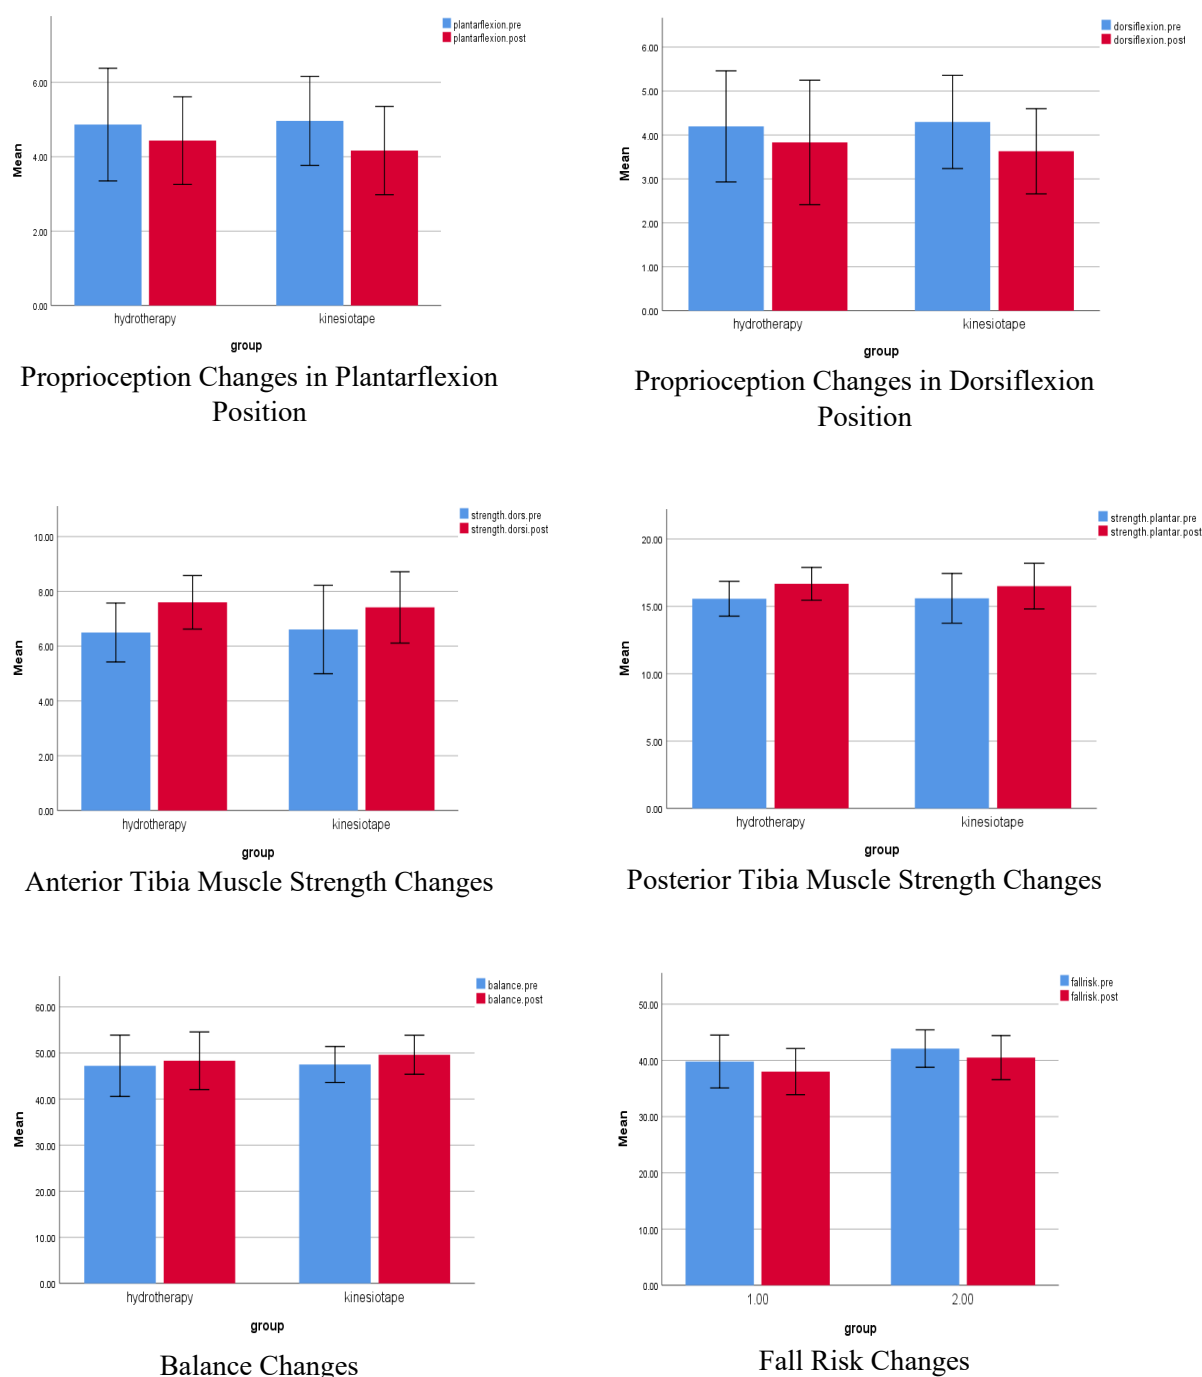 plantarflexion.pre
plantarflexion.post
6.00
4.00
2.00
0.00
Mean
hydrotherapy
kinesiotape
group
Proprioception Changes in Plantarflexion
Position
dorsiflexion.pre
dorsiflexion.post
6.00
5.00
4.00
3.00
2.00
1.00
0.00
Mean
hydrotherapy
kinesiotape
group
Proprioception Changes in Dorsiflexion
Position
strength.dors.pre
strength.dorsi.post
10.00
8.00
6.00
4.00
2.00
0.00
Mean
hydrotherapy
kinesiotape
group
Anterior Tibia Muscle Strength Changes
strength.plantar.pre
strength.plantar.post
20.00
15.00
10.00
5.00
0.00
Mean
hydrotherapy
kinesiotape
group
Posterior Tibia Muscle Strength Changes
balance.pre
balance.post
60.00
50.00
40.00
30.00
20.00
10.00
0.00
Mean
hydrotherapy
kinesiotape
group
Balance Changes
fallrisk.pre
fallrisk.post
50.00
40.00
30.00
20.00
10.00
0.00
Mean
1.00
2.00
group
Fall Risk Changes